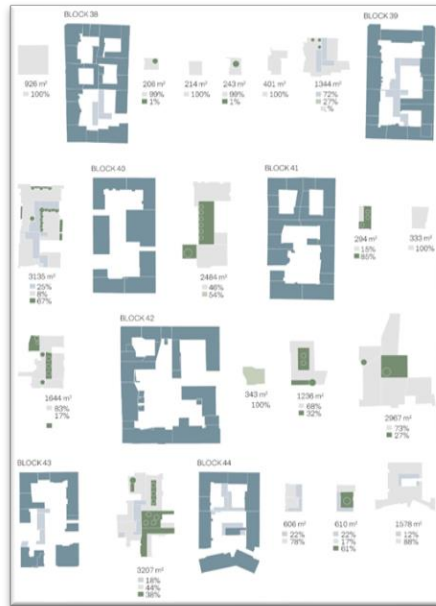 BLOCK 38
BLOCK 39
926 m²
100%
206 m²
99%
1%
214 m²
100%
243 m²
99%
1%
401 m²
100%
1344 m²
72%
27%
BLOCK 40
BLOCK 41
3135 m²
25%
8%
67%
2484 m²
46%
54%
294 m²
15%
85%
333 m²
100%
BLOCK 42
1644 m²
83%
17%
343 m²
100%
1236 m²
68%
32%
2967 m²
73%
27%
BLOCK 43
BLOCK 44
3207 m²
18%
44%
38%
606 m²
22%
78%
610 m²
22%
17%
61%
1578 m²
12%
88%